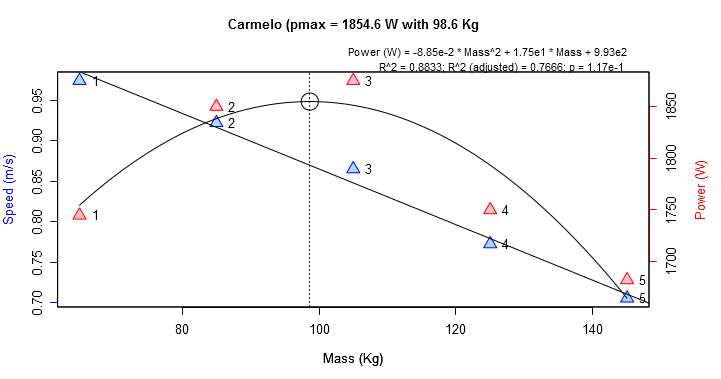 Carmelo (pmax = 1854.6 W with 98.6 Kg
Power (W) = -8.85e-2 * Mass^2 + 1.75e1 * Mass + 9.93e2
R^2 = 0.8833; R^2 (adjusted) = 0.7666; p = 1.17e-1
Speed (m/s)
0.70 0.75 0.80 0.85 0.90 0.95
1 2 3 4 5
1 2 3 4 5
1700 1750 1800 1850
Power (W)
80 100 120 140
Mass (Kg)